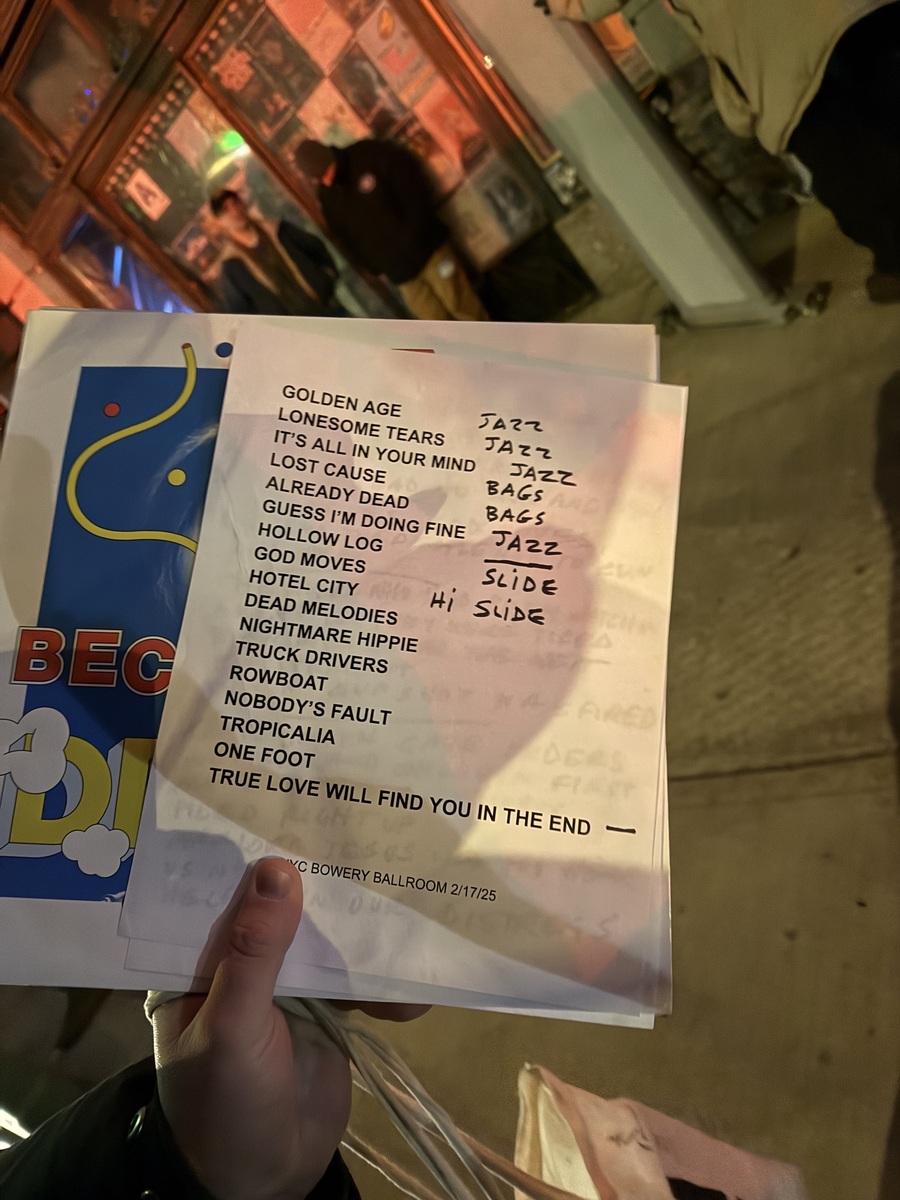 GOLDEN AGE JAZZ
LONESOME TEARS JAZZ
IT'S ALL IN YOUR MIND JAZZ
LOST CAUSE BAGS
ALREADY DEAD BAGS
GUESS I'M DOING FINE JAZZ
HOLLOW LOG SLIDE
GOD MOVES Hi SLIDE
HOTEL CITY
DEAD MELODIES
NIGHTMARE HIPPIE
TRUCK DRIVERS
ROWBOAT
NOBODY'S FAULT
TROPICALIA
ONE FOOT
TRUE LOVE WILL FIND YOU IN THE END —
BOWERY BALLROOM 2/17/25
BEC
DI
A